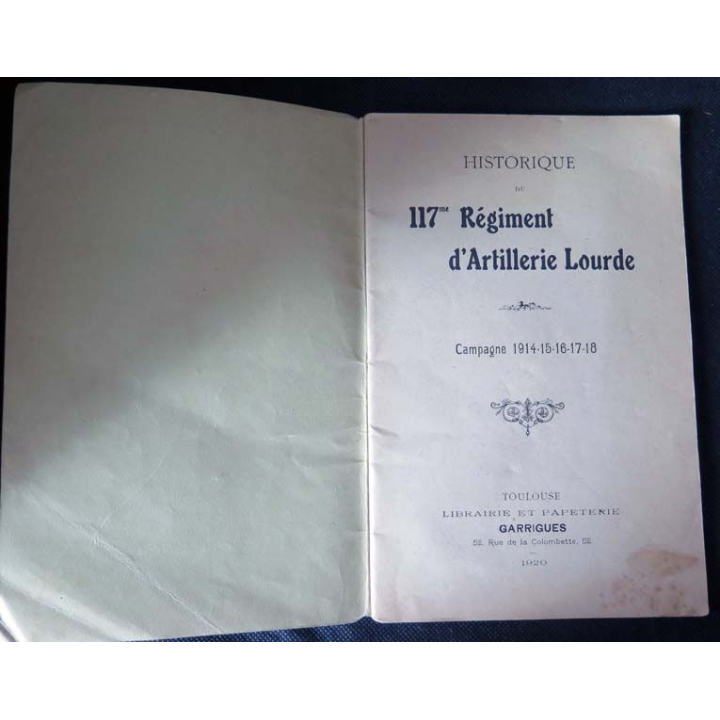 HISTORIQUE
DU
117me Régiment
d'Artillerie Lourde
Campagne 1914-15-16-17-18
TOULOUSE
LIBRAIRIE ET PAPETERIE
GARRIGUES
52, Rue de la Colombette, 52
1920